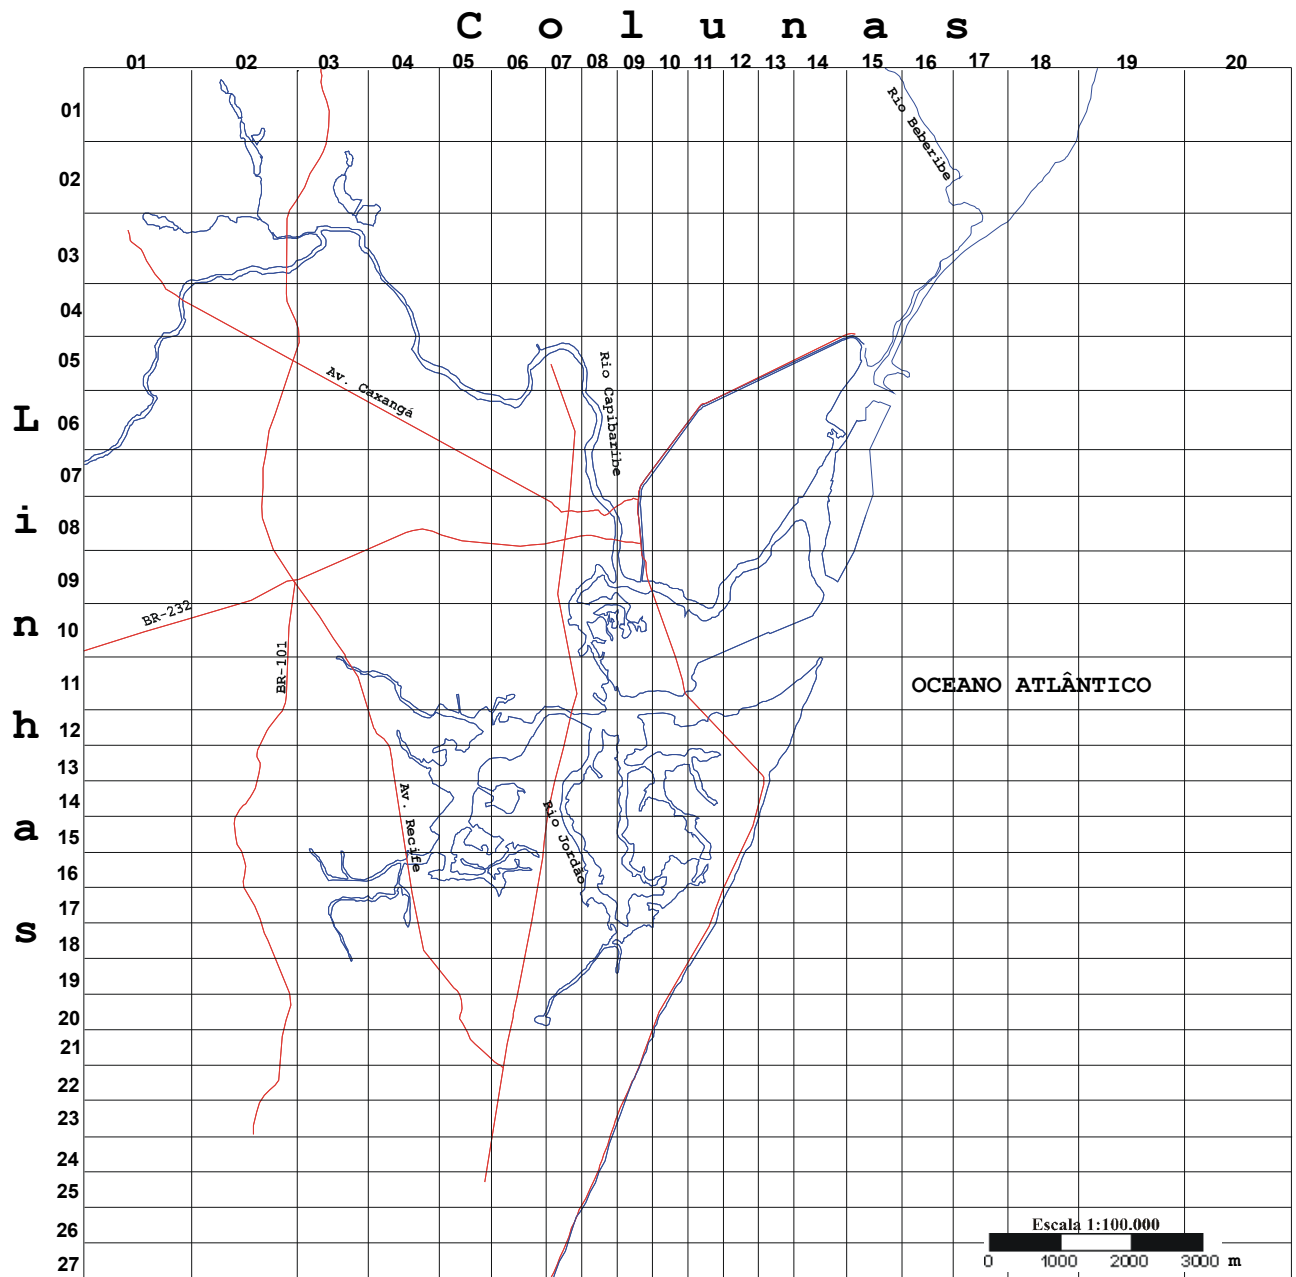 Colunas
01 02 03 04 05 06 07 08 09 10 11 12 13 14 15 16 17 18 19 20
Linhas
01
02
03
04
05
06
07
08
09
10
11
12
13
14
15
16
17
18
19
20
21
22
23
24
25
26
27
Rio Beberibe
Rio Capibaribe
Av. Caxangá
BR-232
BR-101
OCEANO ATLÂNTICO
Av. Recife
Rio Jordão
Escala 1:100.000
0 1000 2000 3000 m